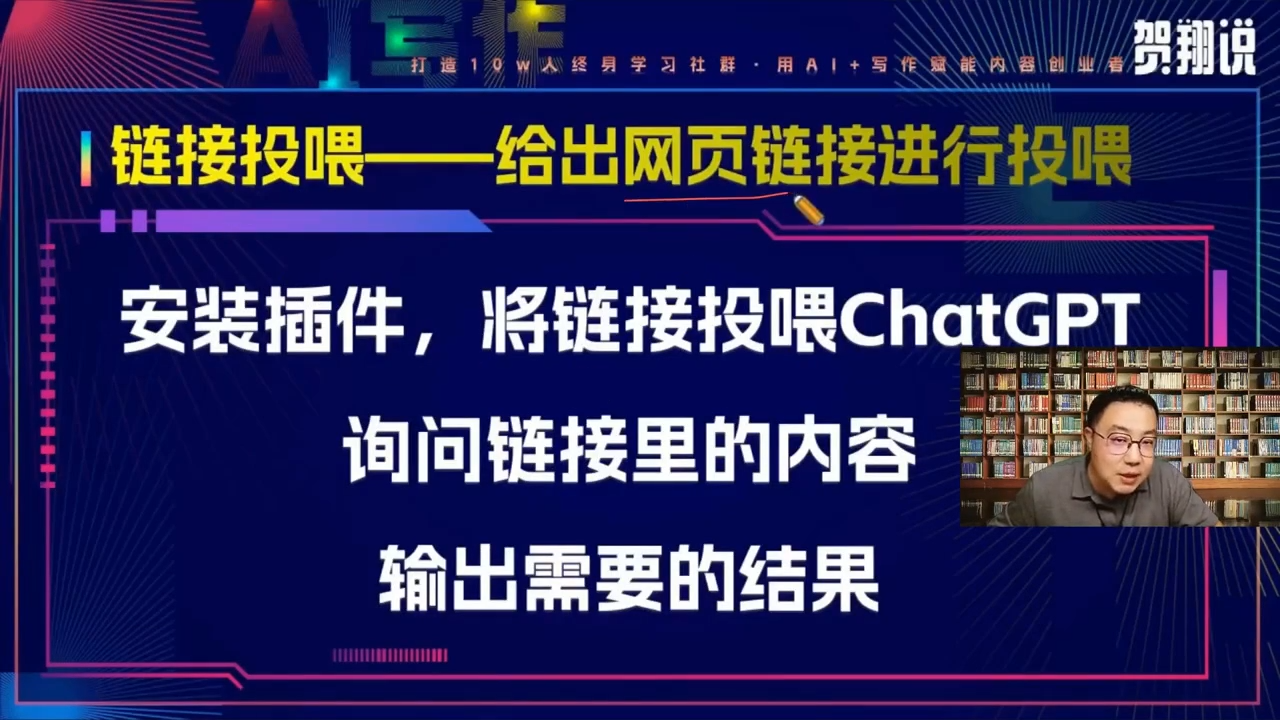 AI写作
打造10w人终身学习社群·用AI+写作赋能内容创业者
贺翔说
链接投喂——给出网页链接进行投喂
安装插件，将链接投喂ChatGPT
询问链接里的内容
输出需要的结果